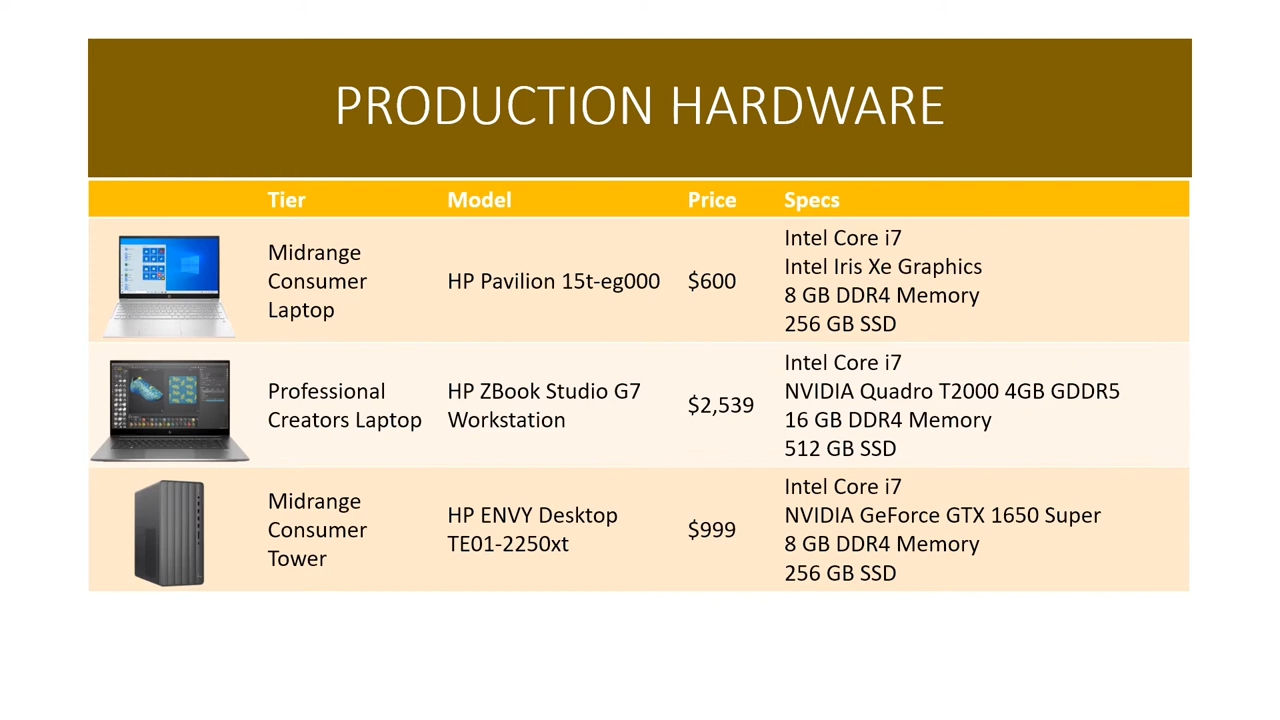 PRODUCTION HARDWARE
Tier Model Price Specs
Midrange
Consumer
Laptop
HP Pavilion 15t-eg000
$600
Intel Core i7
Intel Iris Xe Graphics
8 GB DDR4 Memory
256 GB SSD
Professional
Creators Laptop
HP ZBook Studio G7
Workstation
$2,539
Intel Core i7
NVIDIA Quadro T2000 4GB GDDR5
16 GB DDR4 Memory
512 GB SSD
Midrange
Consumer
Tower
HP ENVY Desktop
TE01-2250xt
$999
Intel Core i7
NVIDIA GeForce GTX 1650 Super
8 GB DDR4 Memory
256 GB SSD